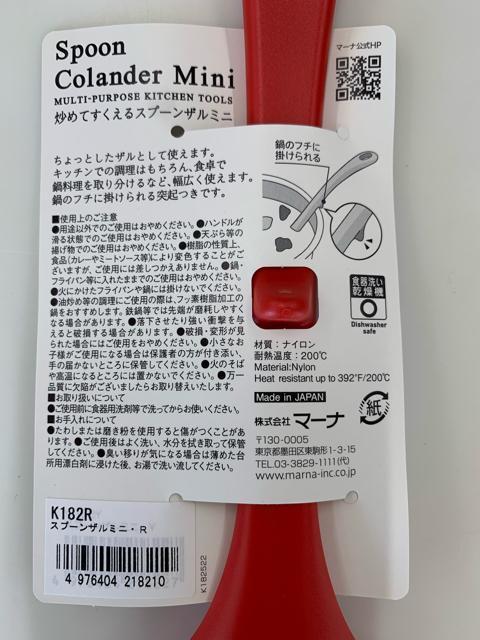 Spoon
Colander Mini
MULTI-PURPOSE KITCHEN TOOLS
炒めてすくえるスプーンザルミニ
マーナ公式HP
ちょっとしたザルとして使えます。
キッチンでの調理はもちろん、食卓で
鍋料理を取り分けるなど、幅広く使えます。
鍋のフチに掛けられる突起つきです。
鍋のフチに
掛けられる
■使用上のご注意
●用途以外でのご使用はおやめください。●ハンドルが
滑る状態でのご使用はおやめください。●天ぷら等の
揚げ物でのご使用はおやめください。●樹脂の性質上、
食品(カレーやミートソース等)により変色することがご
ざいますが、ご使用には差しつかえありません。●鍋・
フライパン等に入れたままでのご使用はおやめください。
●火にかけたフライパンや鍋には掛けないでください。
●油炒め等の調理にご使用の際は、フッ素樹脂加工の
鍋をおすすめします。鉄鍋等では先端が磨耗しやすく
なる場合があります。●落下させたり強い衝撃を与
えると破損する場合があります。●破損・変形が見
られた場合にはご使用をおやめください。●小さなお
子様がご使用になる場合は保護者の方が付き添い、
手の届かないところに保管してください。●火のそば
や高温になるところには置かないでください。●万一
品質に欠陥がございましたらお取り替えいたします。
■お取り扱いについて
●ご使用前に食器用洗剤等で洗ってからお使いください。
■お手入れについて
●たわしまたは磨き粉を使用すると傷がつくことがあ
ります。●ご使用後はよく洗い、水分を拭き取って保管
してください。●臭い移りが気になる場合は薄めた台
所用漂白剤に浸けた後、お湯で洗い流してください。
食器洗い
乾燥機
Dishwasher
safe
材質：ナイロン
耐熱温度：200℃
Material:Nylon
Heat resistant up to 392°F/200℃
Made in JAPAN
紙
株式会社 マーナ
〒130-0005
東京都墨田区東駒形1-3-15
TEL.03-3829-1111(代)
www.marna-inc.co.jp
K182R
スプーンザルミニ・R
4 976404 218210
K182522